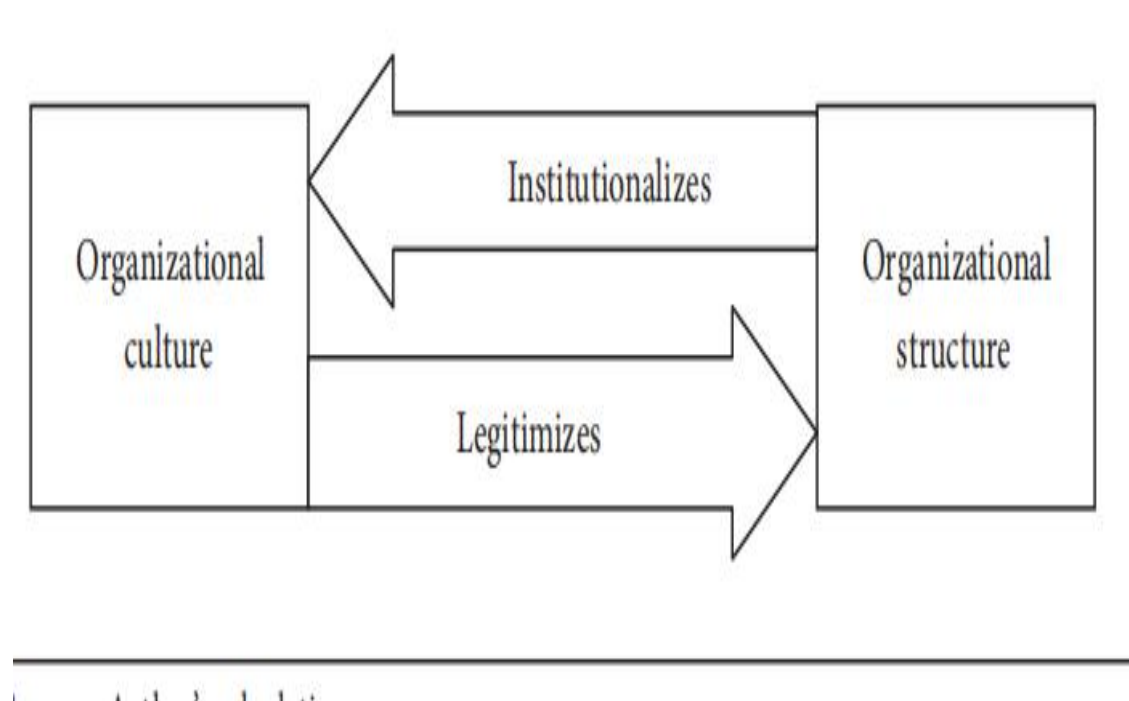 Institutionalizes
Organizational
culture
Organizational
structure
Legitimizes